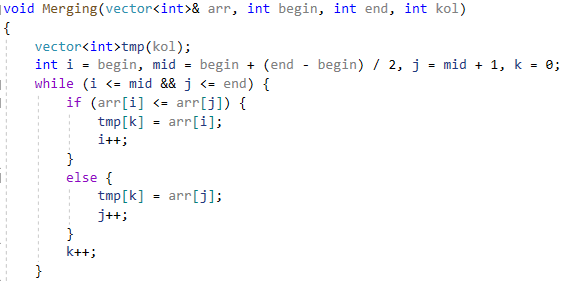 void Merging(vector<int>& arr, int begin, int end, int kol)
{
    vector<int>tmp(kol);
    int i = begin, mid = begin + (end - begin) / 2, j = mid + 1, k = 0;
    while (i <= mid && j <= end) {
        if (arr[i] <= arr[j]) {
            tmp[k] = arr[i];
            i++;
        }
        else {
            tmp[k] = arr[j];
            j++;
        }
        k++;
    }